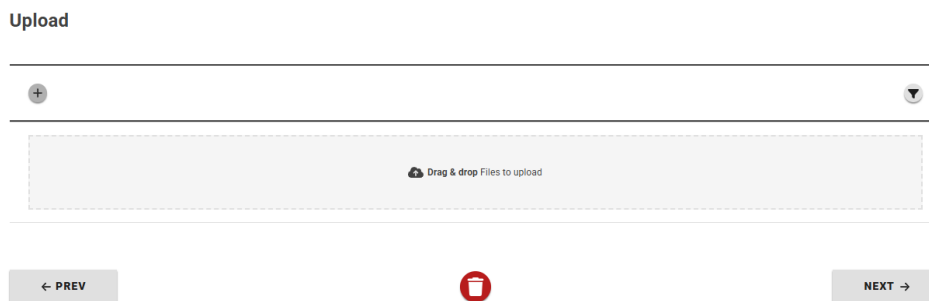 Upload
Drag & drop Files to upload
← PREV
NEXT →